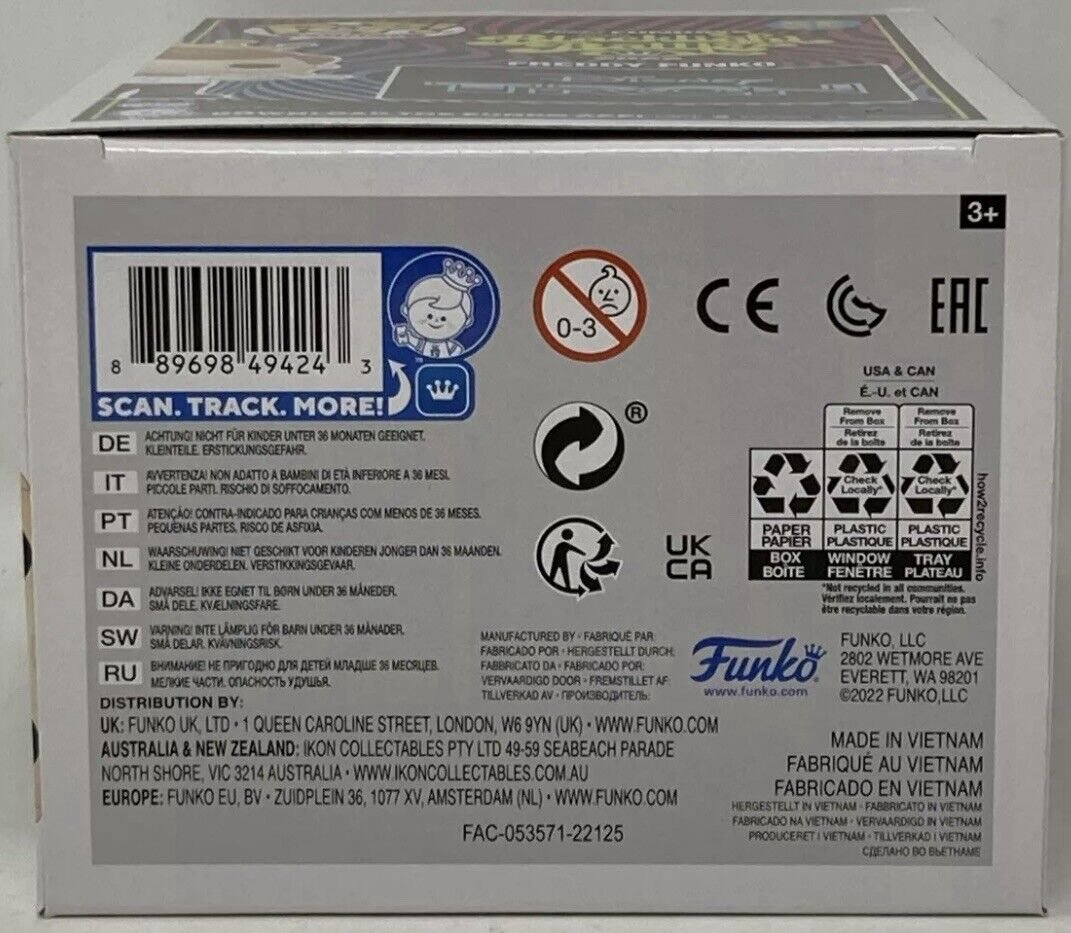 FREDDY FUNKO
3+
8 89698 49424 3
SCAN. TRACK. MORE!
™
0-3
CE
EAC
®
UK
CA
USA & CAN
É.-U. et CAN
Remove From Box
Retirez de la boîte
Remove From Box
Retirez de la boîte
Check Locally*
Check Locally*
PAPER
PAPIER
PLASTIC
PLASTIQUE
PLASTIC
PLASTIQUE
BOX
BOÎTE
WINDOW
FENÊTRE
TRAY
PLATEAU
how2recycle.info
*Not recycled in all communities.
Vérifiez localement. Pourrait ne pas
être recyclable dans votre région.
DE ACHTUNG! NICHT FÜR KINDER UNTER 36 MONATEN GEEIGNET.
KLEINTEILE. ERSTICKUNGSGEFAHR.
IT AVVERTENZA! NON ADATTO A BAMBINI DI ETÀ INFERIORE A 36 MESI.
PICCOLE PARTI. RISCHIO DI SOFFOCAMENTO.
PT ATENÇÃO! CONTRA-INDICADO PARA CRIANÇAS COM MENOS DE 36 MESES.
PEQUENAS PARTES. RISCO DE ASFIXIA.
NL WAARSCHUWING! NIET GESCHIKT VOOR KINDEREN JONGER DAN 36 MAANDEN.
KLEINE ONDERDELEN. VERSTIKKINGSGEVAAR.
DA ADVARSEL! IKKE EGNET TIL BØRN UNDER 36 MÅNEDER.
SMÅ DELE. KVÆLNINGSFARE.
SW VARNING! INTE LÄMPLIG FÖR BARN UNDER 36 MÅNADER.
SMÅ DELAR. KVÄVNINGSRISK.
RU ВНИМАНИЕ! НЕ ПРИГОДНО ДЛЯ ДЕТЕЙ МЛАДШЕ 36 МЕСЯЦЕВ.
МЕЛКИЕ ЧАСТИ. ОПАСНОСТЬ УДУШЬЯ.
MANUFACTURED BY • FABRIQUÉ PAR:
FABRICADO POR • HERGESTELLT DURCH:
FABBRICATO DA • FABRICADO POR:
VERVAARDIGD DOOR • FREMSTILLET AF:
TILLVERKAD AV • ПРОИЗВОДИТЕЛЬ:
Funko
www.funko.com
FUNKO, LLC
2802 WETMORE AVE
EVERETT, WA 98201
©2022 FUNKO,LLC
DISTRIBUTION BY:
UK: FUNKO UK, LTD • 1 QUEEN CAROLINE STREET, LONDON, W6 9YN (UK) • WWW.FUNKO.COM
AUSTRALIA & NEW ZEALAND: IKON COLLECTABLES PTY LTD 49-59 SEABEACH PARADE
NORTH SHORE, VIC 3214 AUSTRALIA • WWW.IKONCOLLECTABLES.COM.AU
EUROPE: FUNKO EU, BV • ZUIDPLEIN 36, 1077 XV, AMSTERDAM (NL) • WWW.FUNKO.COM
FAC-053571-22125
MADE IN VIETNAM
FABRIQUÉ AU VIETNAM
FABRICADO EN VIETNAM
HERGESTELLT IN VIETNAM • FABBRICATO IN VIETNAM
FABRICADO NA VIETNAM • VERVAARDIGD IN VIETNAM
PRODUCERET I VIETNAM • TILLVERKAD I VIETNAM
СДЕЛАНО ВО ВЬЕТНАМЕ